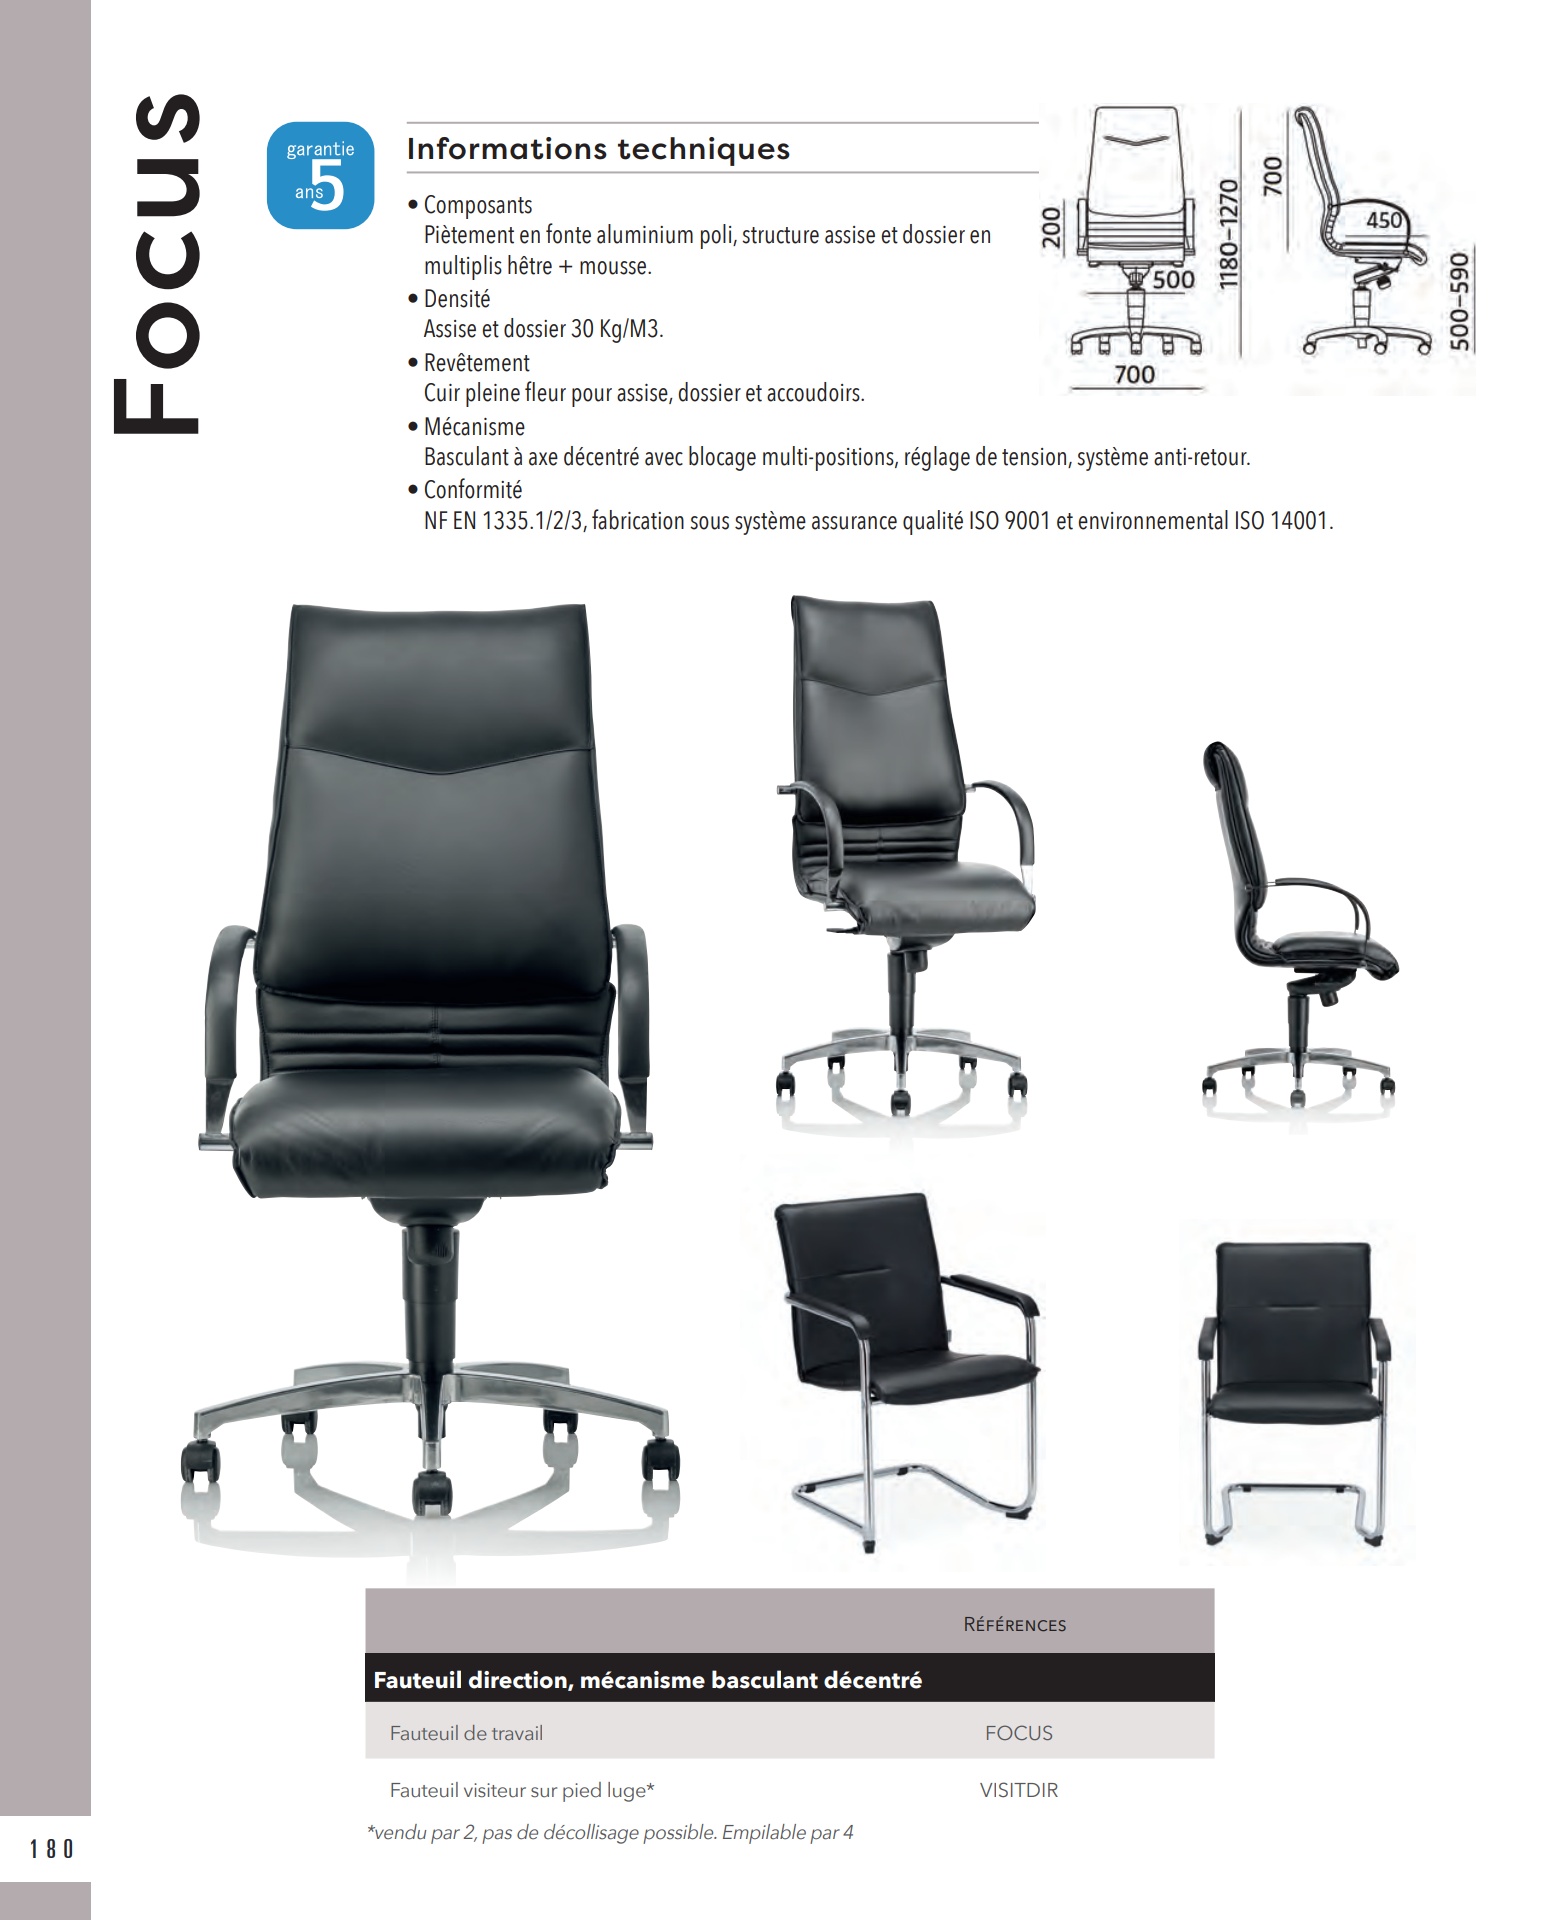 Focus
garantie
5
ans
Informations techniques
• Composants
Piètement en fonte aluminium poli, structure assise et dossier en
multiplis hêtre + mousse.
• Densité
Assise et dossier 30 Kg/M3.
• Revêtement
Cuir pleine fleur pour assise, dossier et accoudoirs.
• Mécanisme
Basculant à axe décentré avec blocage multi-positions, réglage de tension, système anti-retour.
• Conformité
NF EN 1335.1/2/3, fabrication sous système assurance qualité ISO 9001 et environnemental ISO 14001.
200
500
700
1180-1270
700
450
500-590
RÉFÉRENCES
Fauteuil direction, mécanisme basculant décentré
Fauteuil de travail FOCUS
Fauteuil visiteur sur pied luge* VISITDIR
*vendu par 2, pas de décollisage possible. Empilable par 4
180